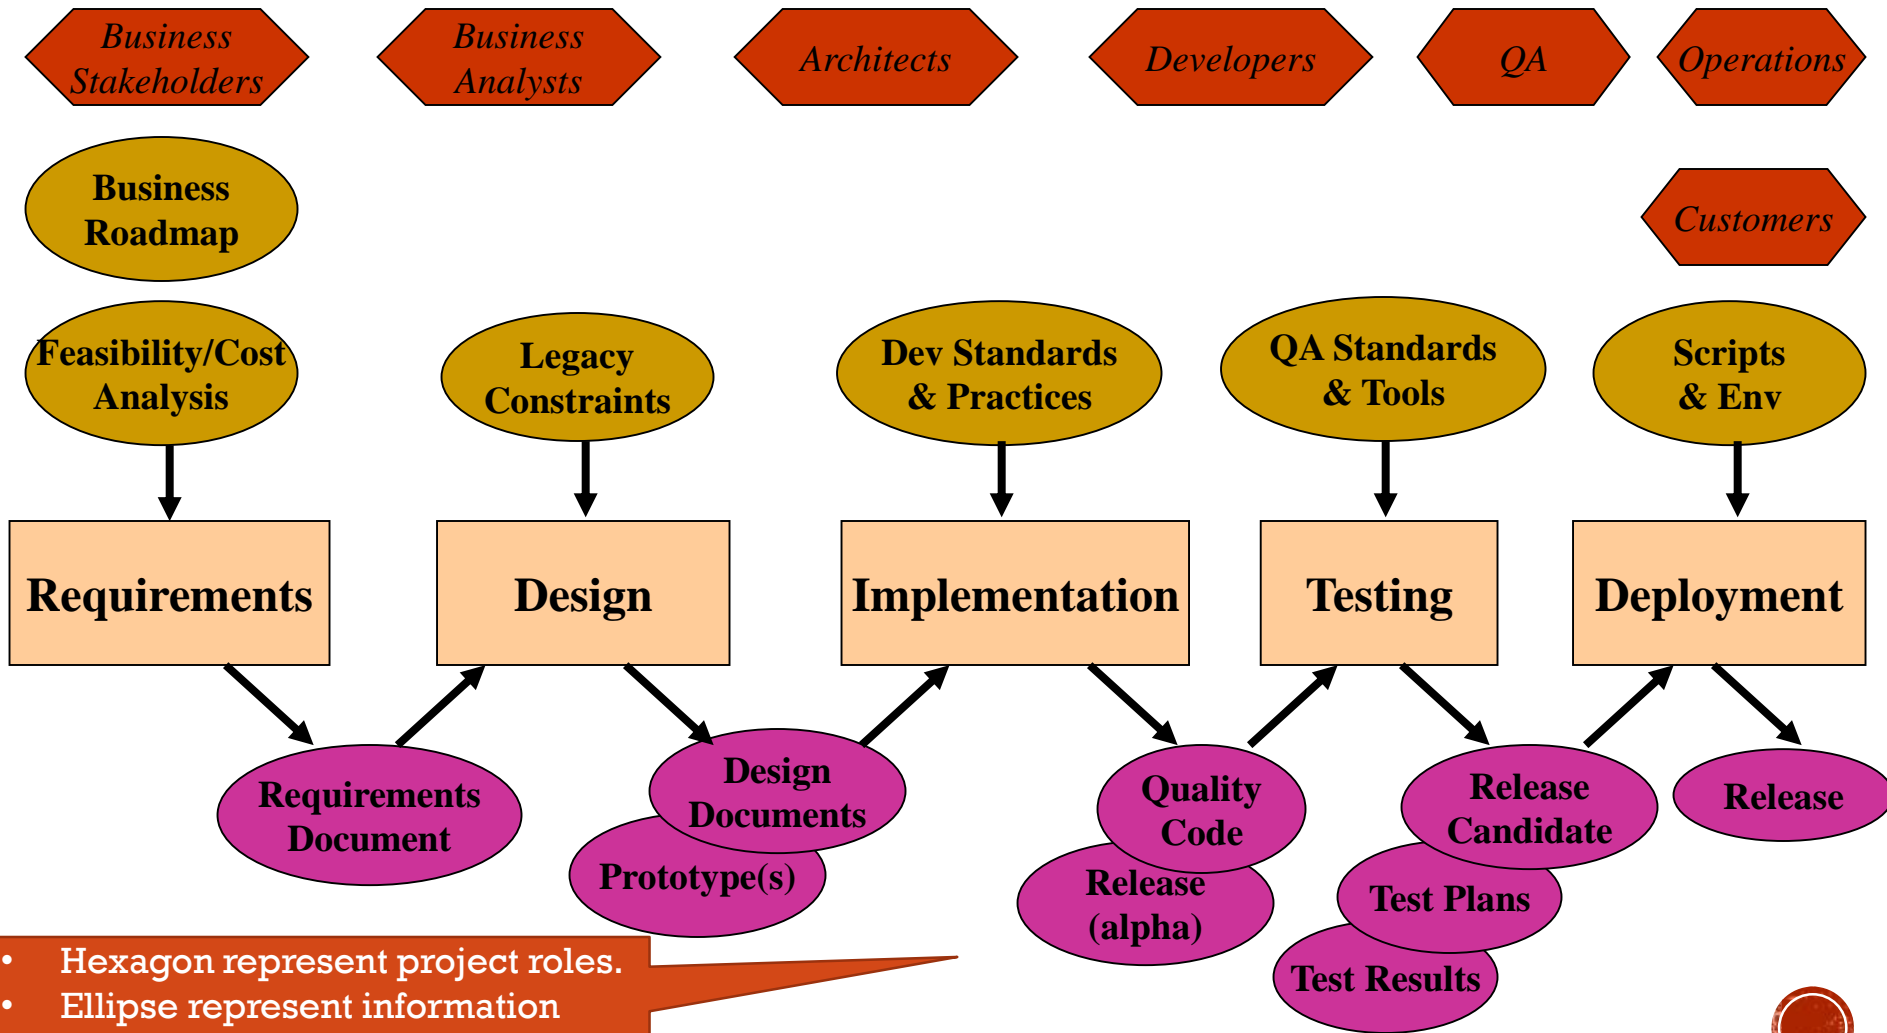 Business
Stakeholders
Business
Analysts
Architects
Developers
QA
Operations
Business
Roadmap
Customers
Feasibility/Cost
Analysis
Legacy
Constraints
Dev Standards
& Practices
QA Standards
& Tools
Scripts
& Env
Requirements
Design
Implementation
Testing
Deployment
Requirements
Document
Design
Documents
Prototype(s)
Quality
Code
Release
(alpha)
Release
Candidate
Test Plans
Test Results
Release
• Hexagon represent project roles.
• Ellipse represent information